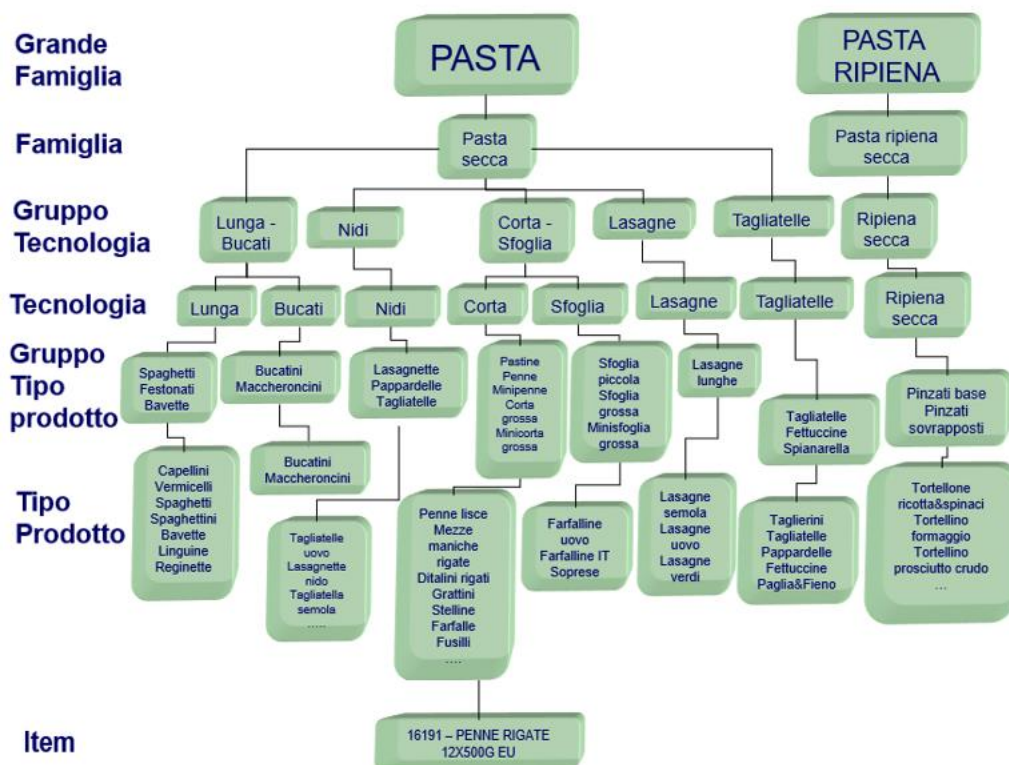 Grande
Famiglia
PASTA
PASTA
RIPIENA
Famiglia
Pasta
secca
Pasta ripiena
secca
Gruppo
Tecnologia
Lunga -
Bucati
Nidi
Corta -
Sfoglia
Lasagne
Tagliatelle
Ripiena
secca
Tecnologia
Lunga
Bucati
Nidi
Corta
Sfoglia
Lasagne
Tagliatelle
Ripiena
secca
Gruppo
Tipo
prodotto
Spaghetti
Festonati
Bavette
Bucatini
Maccheroncini
Lasagnette
Pappardelle
Tagliatelle
Pastine
Penne
Minipenne
Corta
grossa
Minicorta
grossa
Sfoglia
piccola
Sfoglia
grossa
Minisfoglia
grossa
Lasagne
lunghe
Tagliatelle
Fettuccine
Spianarella
Pinzati base
Pinzati
sovrapposti
Tipo
Prodotto
Capellini
Vermicelli
Spaghetti
Spaghettini
Bavette
Linguine
Reginette
Bucatini
Maccheroncini
Tagliatelle
uovo
Lasagnette
nido
Tagliatella
semola
.....
Penne lisce
Mezze
maniche
rigate
Ditalini rigati
Grattini
Stelline
Farfalle
Fusilli
....
Farfalline
uovo
Farfalline IT
Soprese
Lasagne
semola
Lasagne
uovo
Lasagne
verdi
Taglierini
Tagliatelle
Pappardelle
Fettuccine
Paglia&Fieno
Tortellone
ricotta&spinaci
Tortellino
formaggio
Tortellino
prosciutto crudo
...
Item
16191 – PENNE RIGATE
12X500G EU